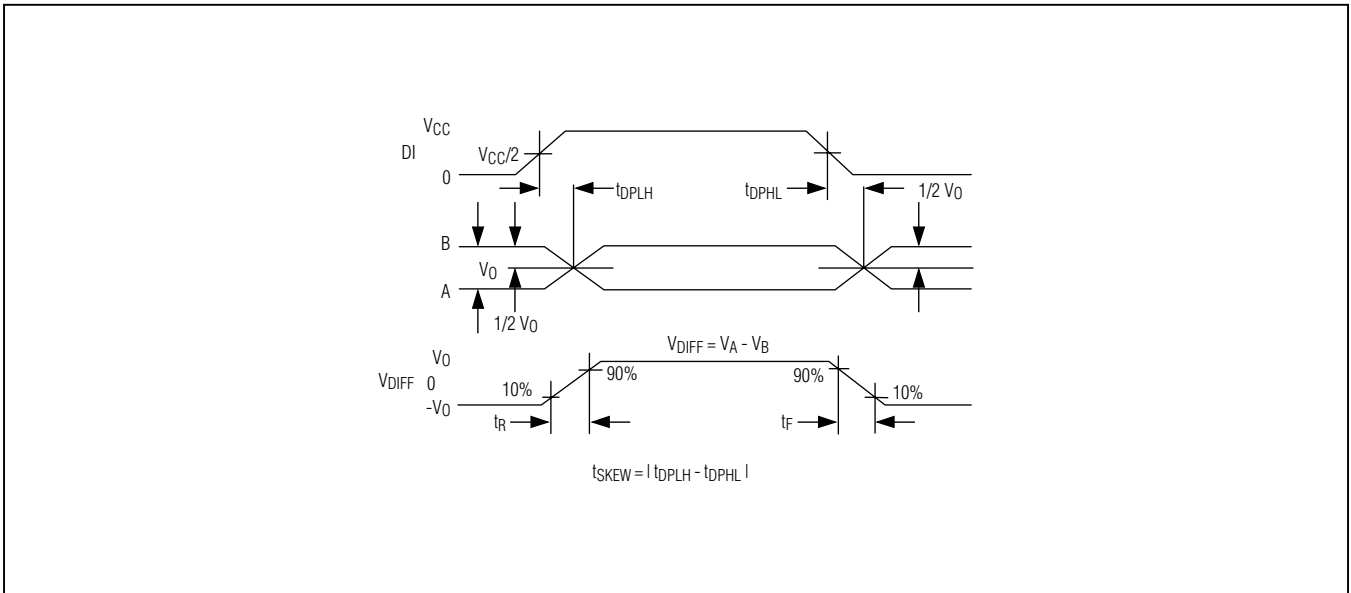 VCC
DI
VCC/2
0
tDPLH
tDPHL
1/2 VO
B
VO
A
1/2 VO
VDIFF = VA - VB
VO
VDIFF 0
-VO
10%
90%
90%
10%
tR
tF
tSKEW = | tDPLH - tDPHL |